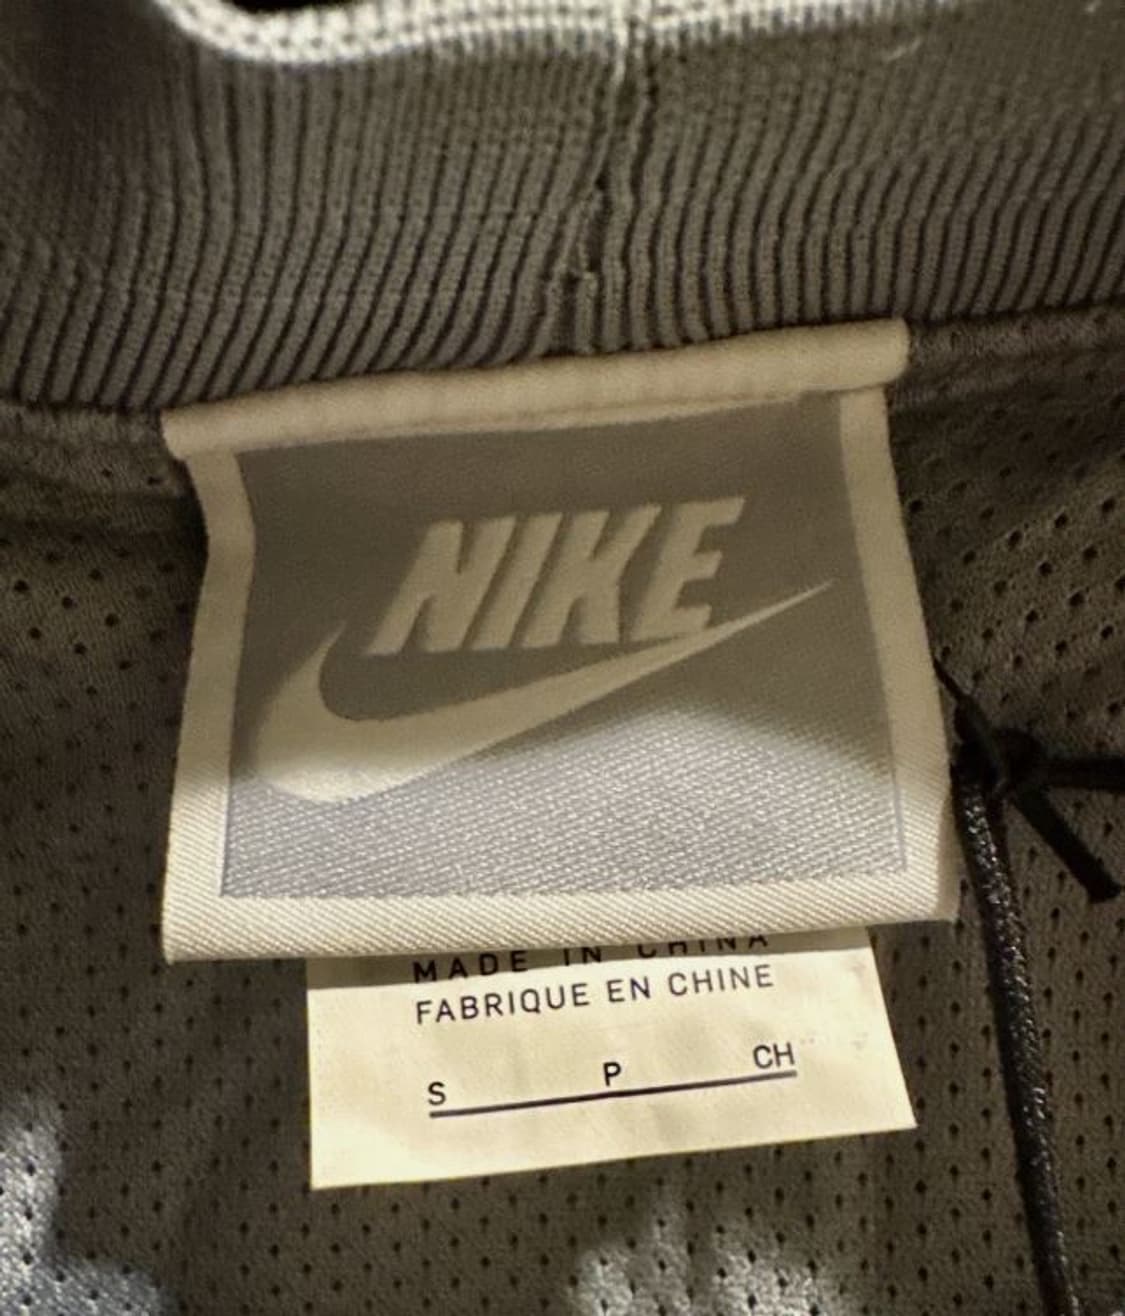 NIKE
MADE IN CHINA
FABRIQUE EN CHINE
S P CH